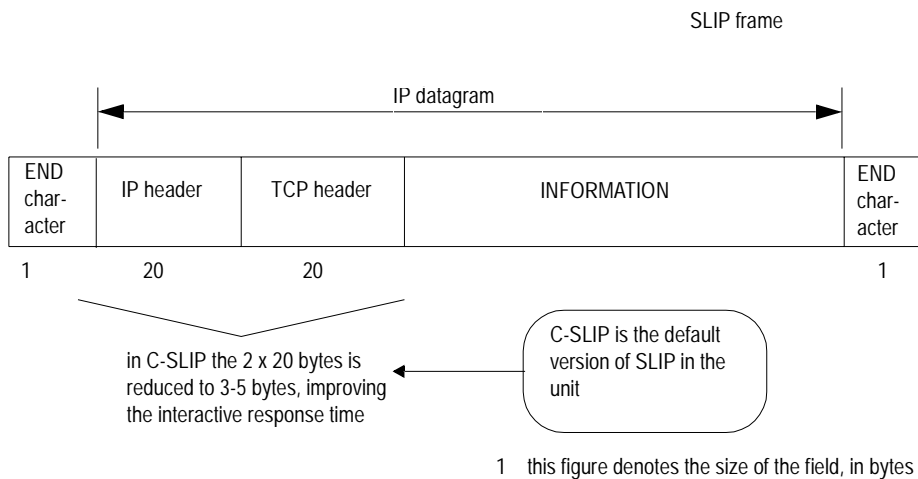 SLIP frame
IP datagram
END
char-
acter
IP header
TCP header
INFORMATION
END
char-
acter
1
20
20
1
in C-SLIP the 2 x 20 bytes is
reduced to 3-5 bytes, improving
the interactive response time
C-SLIP is the default
version of SLIP in the
unit
1 this figure denotes the size of the field, in bytes